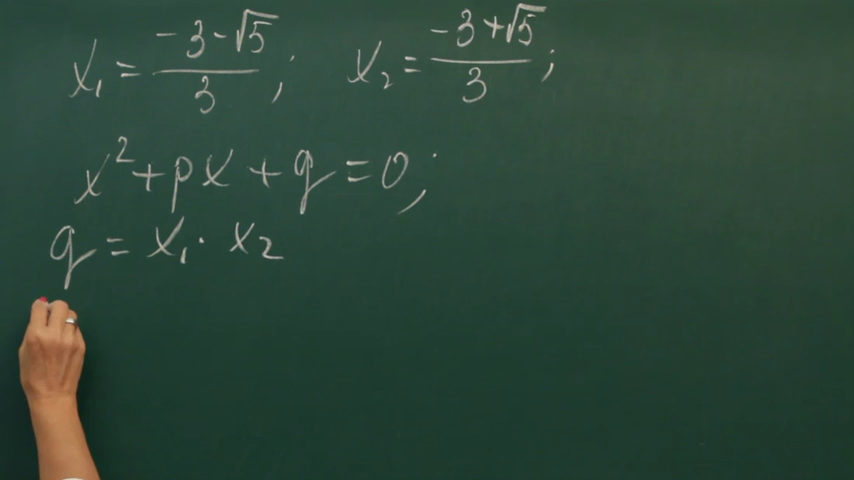 x₁ = (-3-√5)/3 ; x₂ = (-3+√5)/3 ;
x² + px + q = 0 ;
q = x₁ · x₂